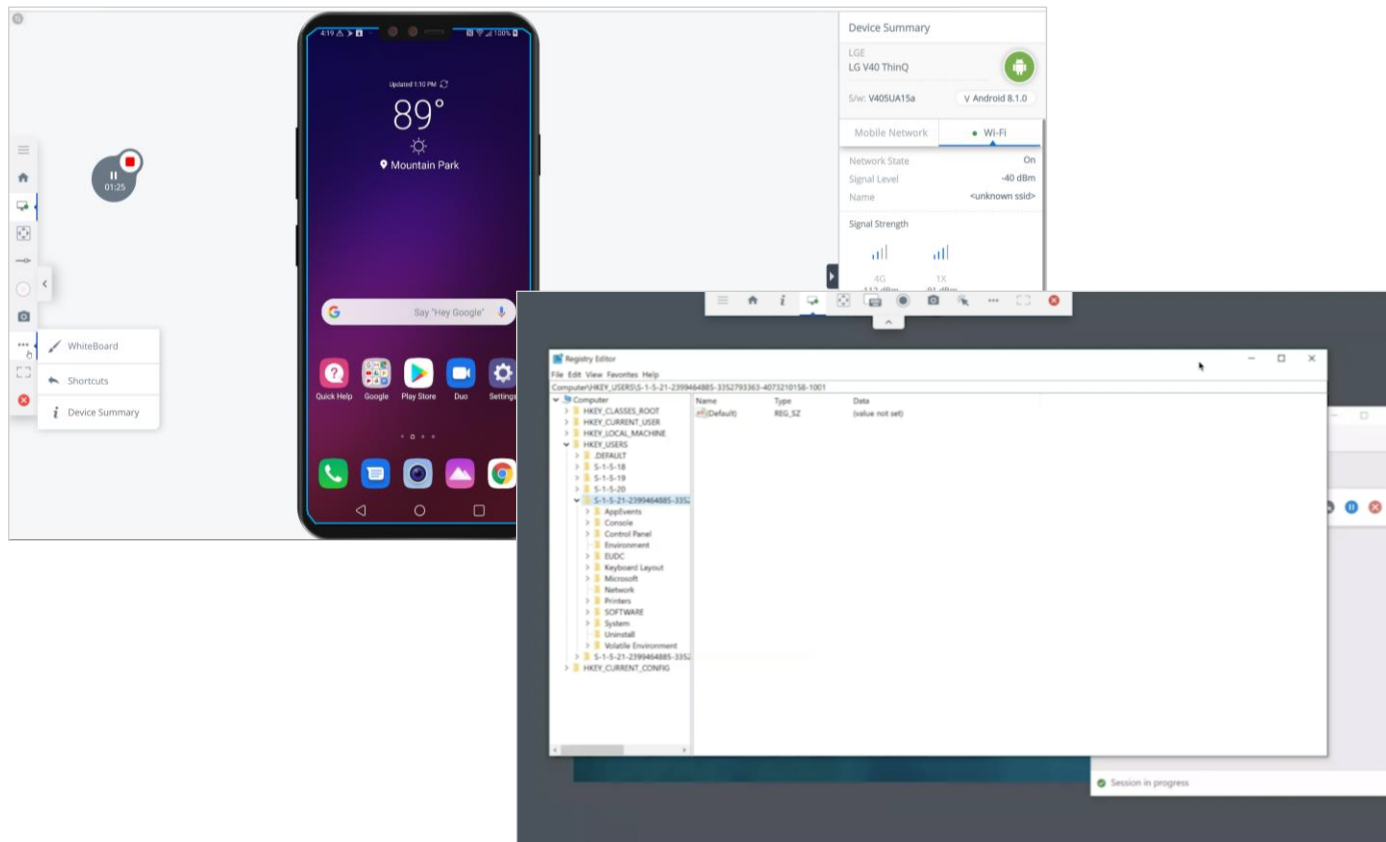 4:19
100%
Updated 1:10 PM
89°
Mountain Park
01:25
WhiteBoard
Shortcuts
Device Summary
Say "Hey Google"
Quick Help Google Play Store Duo Settings
Device Summary
LGE
LG V40 ThinQ
S/w: V405UA15a
V Android 8.1.0
Mobile Network
Wi-Fi
Network State On
Signal Level -40 dBm
Name <unknown ssid>
Signal Strength
4G 1X
-112 dBm -91 dBm
Registry Editor
File Edit View Favorites Help
Computer\HKEY_USERS\S-1-5-21-2399464885-3352793363-4073210158-1001
Computer
HKEY_CLASSES_ROOT
HKEY_CURRENT_USER
HKEY_LOCAL_MACHINE
HKEY_USERS
.DEFAULT
S-1-5-18
S-1-5-19
S-1-5-20
S-1-5-21-2399464885-3352
AppEvents
Console
Control Panel
Environment
EUDC
Keyboard Layout
Microsoft
Network
Printers
SOFTWARE
System
Uninstall
Volatile Environment
S-1-5-21-2399464885-3352
HKEY_CURRENT_CONFIG
Name Type Data
(Default) REG_SZ (value not set)
Session in progress